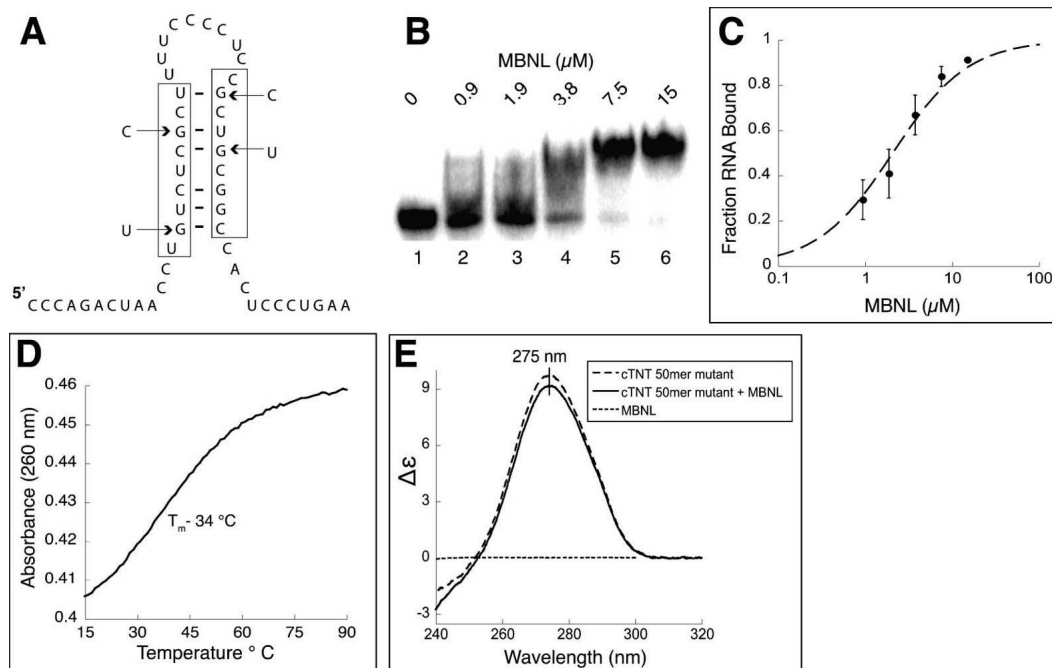 A
U U U U C C C C U C
C
U G C
C G C U C U G U
C G C U G C G G
C
U
U
C C
C A C
5' CCCAGACUAA
UCCCUGAA
B
MBNL (µM)
0 0.9 1.9 3.8 7.5 15
1 2 3 4 5 6
C
Fraction RNA Bound
1
0.8
0.6
0.4
0.2
0
0.1 1 10 100
MBNL (µM)
D
Absorbance (260 nm)
0.46
0.45
0.44
0.43
0.42
0.41
0.4
Tm- 34 °C
15 30 45 60 75 90
Temperature ° C
E
275 nm
cTNT 50mer mutant
cTNT 50mer mutant + MBNL
MBNL
Δε
9
6
3
0
-3
240 260 280 300 320
Wavelength (nm)